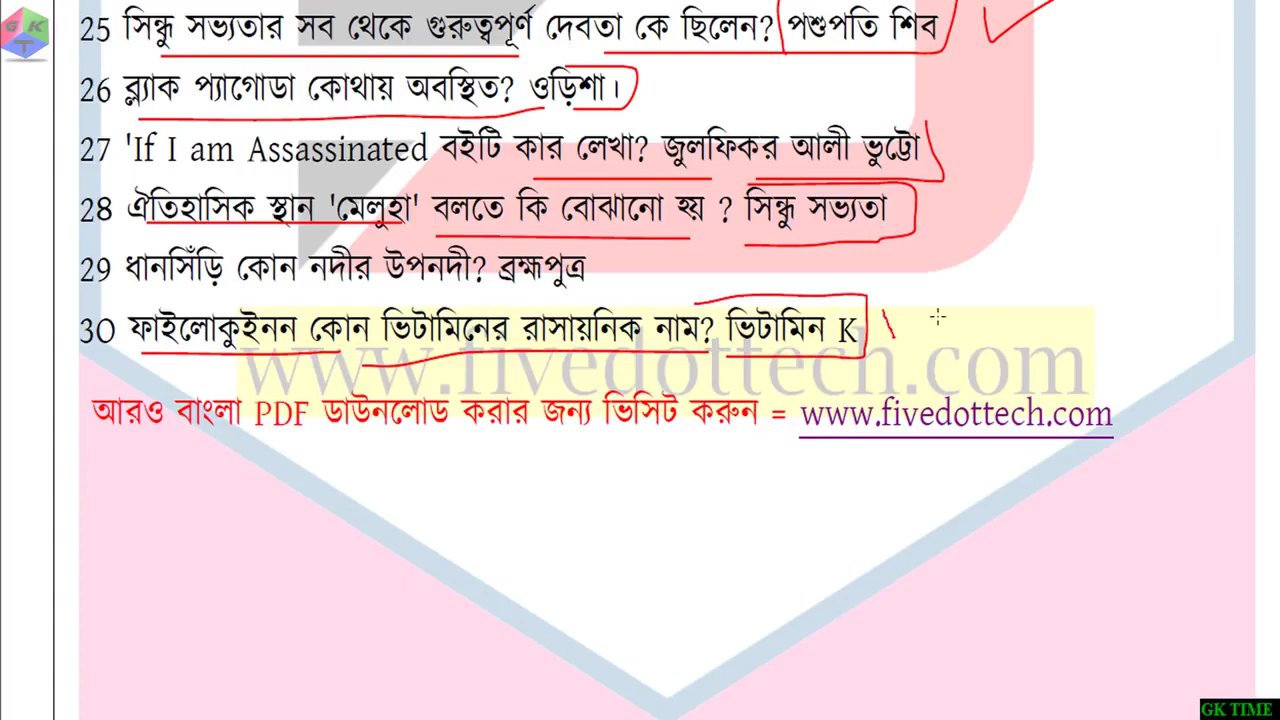 25 সিন্ধু সভ্যতার সব থেকে গুরুত্বপূর্ণ দেবতা কে ছিলেন? পশুপতি শিব
26 ব্ল্যাক প্যাগোডা কোথায় অবস্থিত? ওড়িশা।
27 'If I am Assassinated বইটি কার লেখা? জুলফিকর আলী ভুট্টো
28 ঐতিহাসিক স্থান 'মেলুহা' বলতে কি বোঝানো হয় ? সিন্ধু সভ্যতা
29 ধানসিঁড়ি কোন নদীর উপনদী? ব্রহ্মপুত্র
30 ফাইলোকুইনন কোন ভিটামিনের রাসায়নিক নাম? ভিটামিন K
www.fivedottech.com
আরও বাংলা PDF ডাউনলোড করার জন্য ভিসিট করুন = www.fivedottech.com
GK TIME
G K T